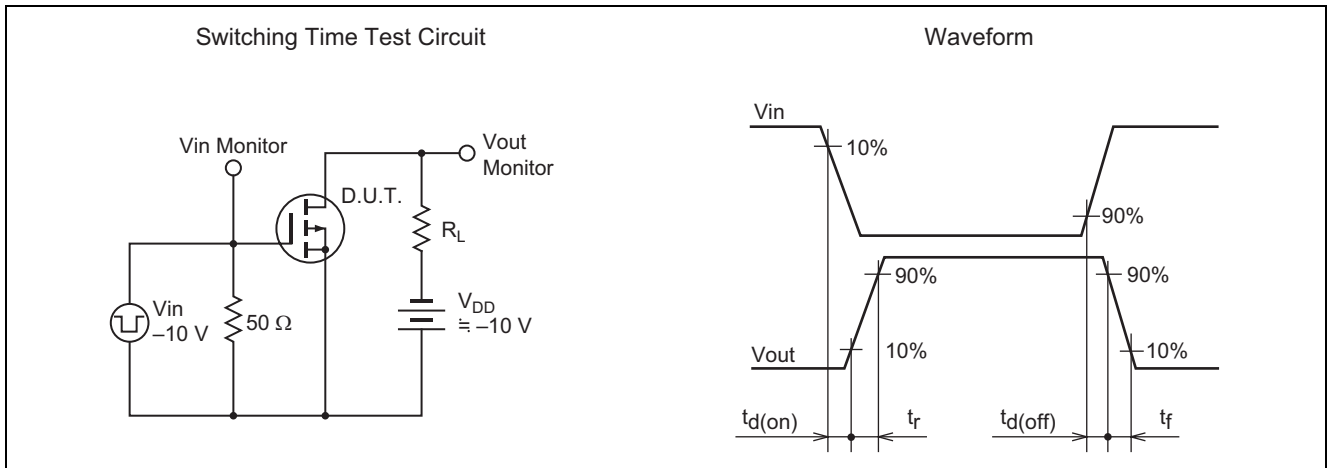 Switching Time Test Circuit
Vin Monitor
Vout
Monitor
D.U.T.
RL
Vin
–10 V
50 Ω
VDD
≒ –10 V
Waveform
Vin
10%
90%
90%
90%
Vout
10%
10%
td(on)
tr
td(off)
tf